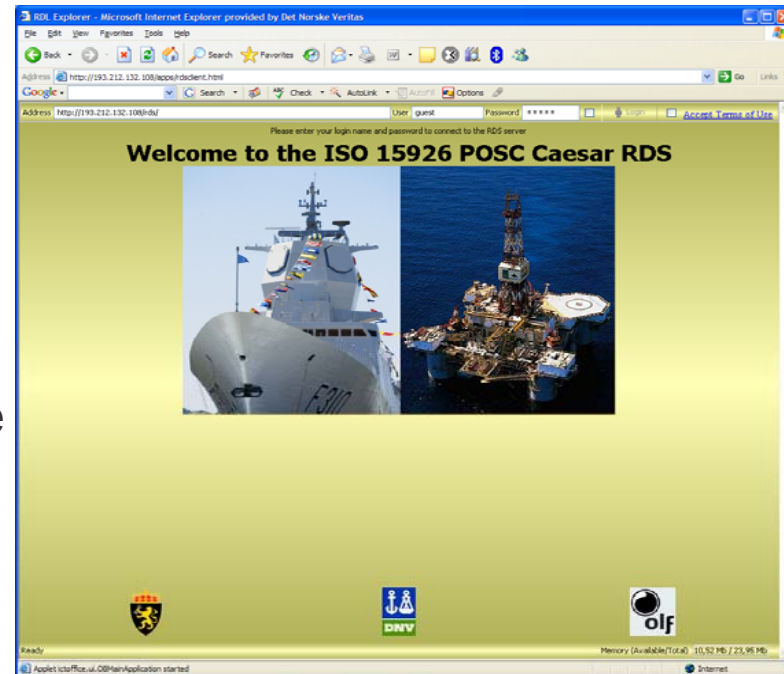 RDL Explorer - Microsoft Internet Explorer provided by Det Norske Veritas
File Edit View Favorites Tools Help
Back Search Favorites
Address http://193.212.132.108/apps/rdsclient.html Go Links
Google Search Check AutoLink AutoFill Options
Address http://193.212.132.108/rds/ User guest Password ***** Login Accept Terms of Use
Please enter your login name and password to connect to the RDS server
Welcome to the ISO 15926 POSC Caesar RDS
F310
e
DNV
olf
Ready Memory (Available/Total) 10,52 Mb / 23,95 Mb
Applet ictoffice.ui.OBMainApplication started Internet